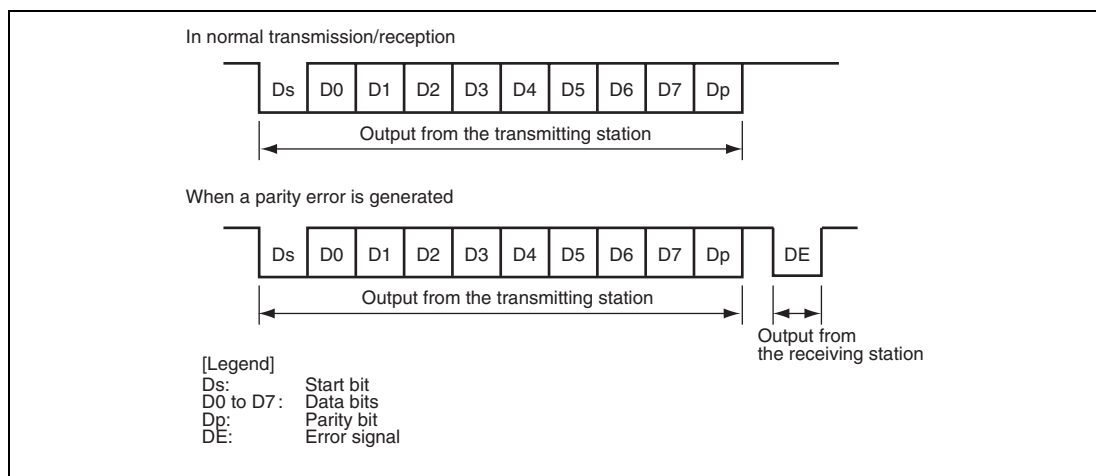 In normal transmission/reception
Ds D0 D1 D2 D3 D4 D5 D6 D7 Dp
Output from the transmitting station
When a parity error is generated
Ds D0 D1 D2 D3 D4 D5 D6 D7 Dp DE
Output from the transmitting station
Output from
the receiving station
[Legend]
Ds: Start bit
D0 to D7 : Data bits
Dp: Parity bit
DE: Error signal